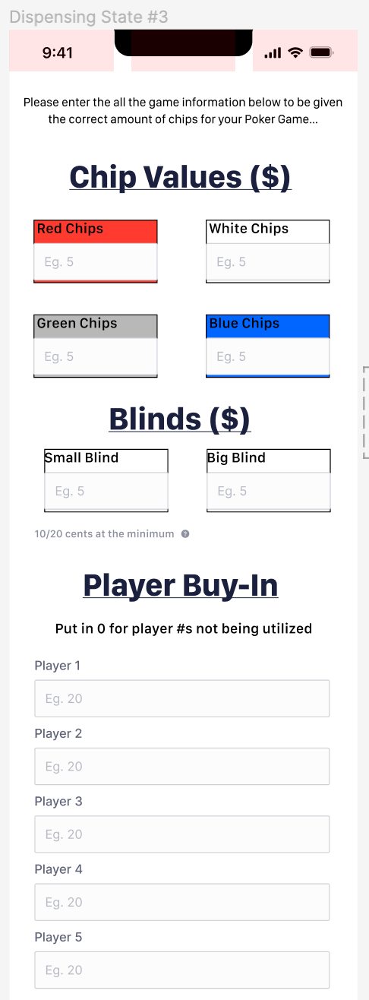 Dispensing State #3
9:41
Please enter the all the game information below to be given
the correct amount of chips for your Poker Game...
Chip Values ($)
Red Chips
White Chips
Eg. 5
Eg. 5
Green Chips
Blue Chips
Eg. 5
Eg. 5
Blinds ($)
Small Blind
Big Blind
Eg. 5
Eg. 5
10/20 cents at the minimum ?
Player Buy-In
Put in 0 for player #s not being utilized
Player 1
Eg. 20
Player 2
Eg. 20
Player 3
Eg. 20
Player 4
Eg. 20
Player 5
Eg. 20